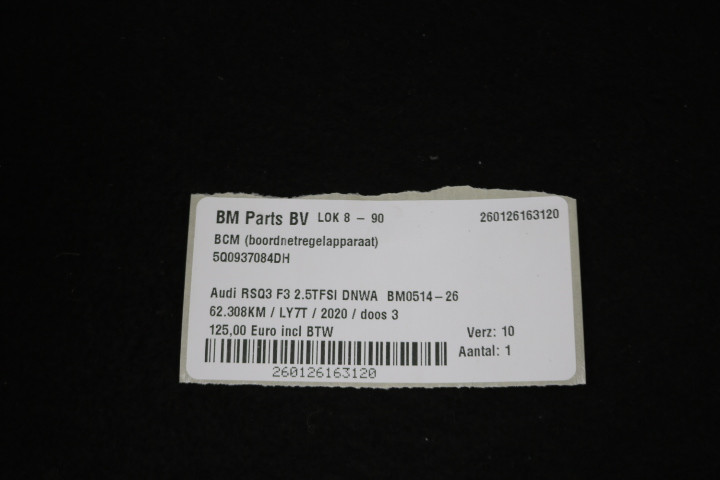 BM Parts BV LOK 8 - 90 260126163120
BCM (boordnetregelapparaat)
5Q0937084DH
Audi RSQ3 F3 2.5TFSI DNWA BM0514-26
62.308KM / LY7T / 2020 / doos 3
125,00 Euro incl BTW Verz: 10
Aantal: 1
260126163120